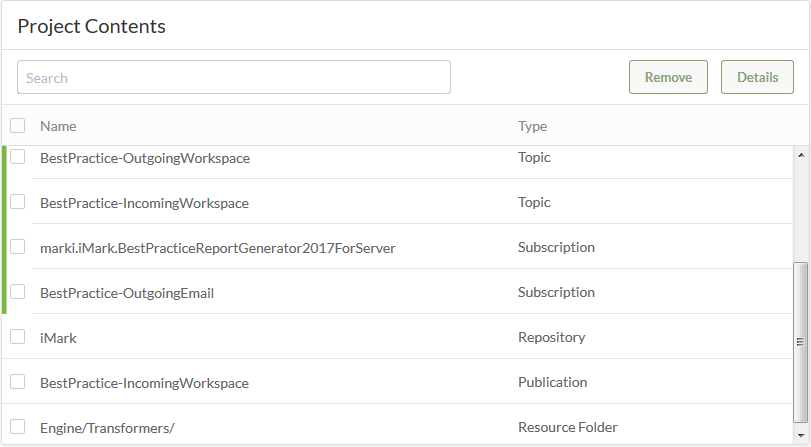 Project Contents
Search
Remove
Details
Name
Type
BestPractice-OutgoingWorkspace
Topic
BestPractice-IncomingWorkspace
Topic
marki.iMark.BestPracticeReportGenerator2017ForServer
Subscription
BestPractice-OutgoingEmail
Subscription
iMark
Repository
BestPractice-IncomingWorkspace
Publication
Engine/Transformers/
Resource Folder